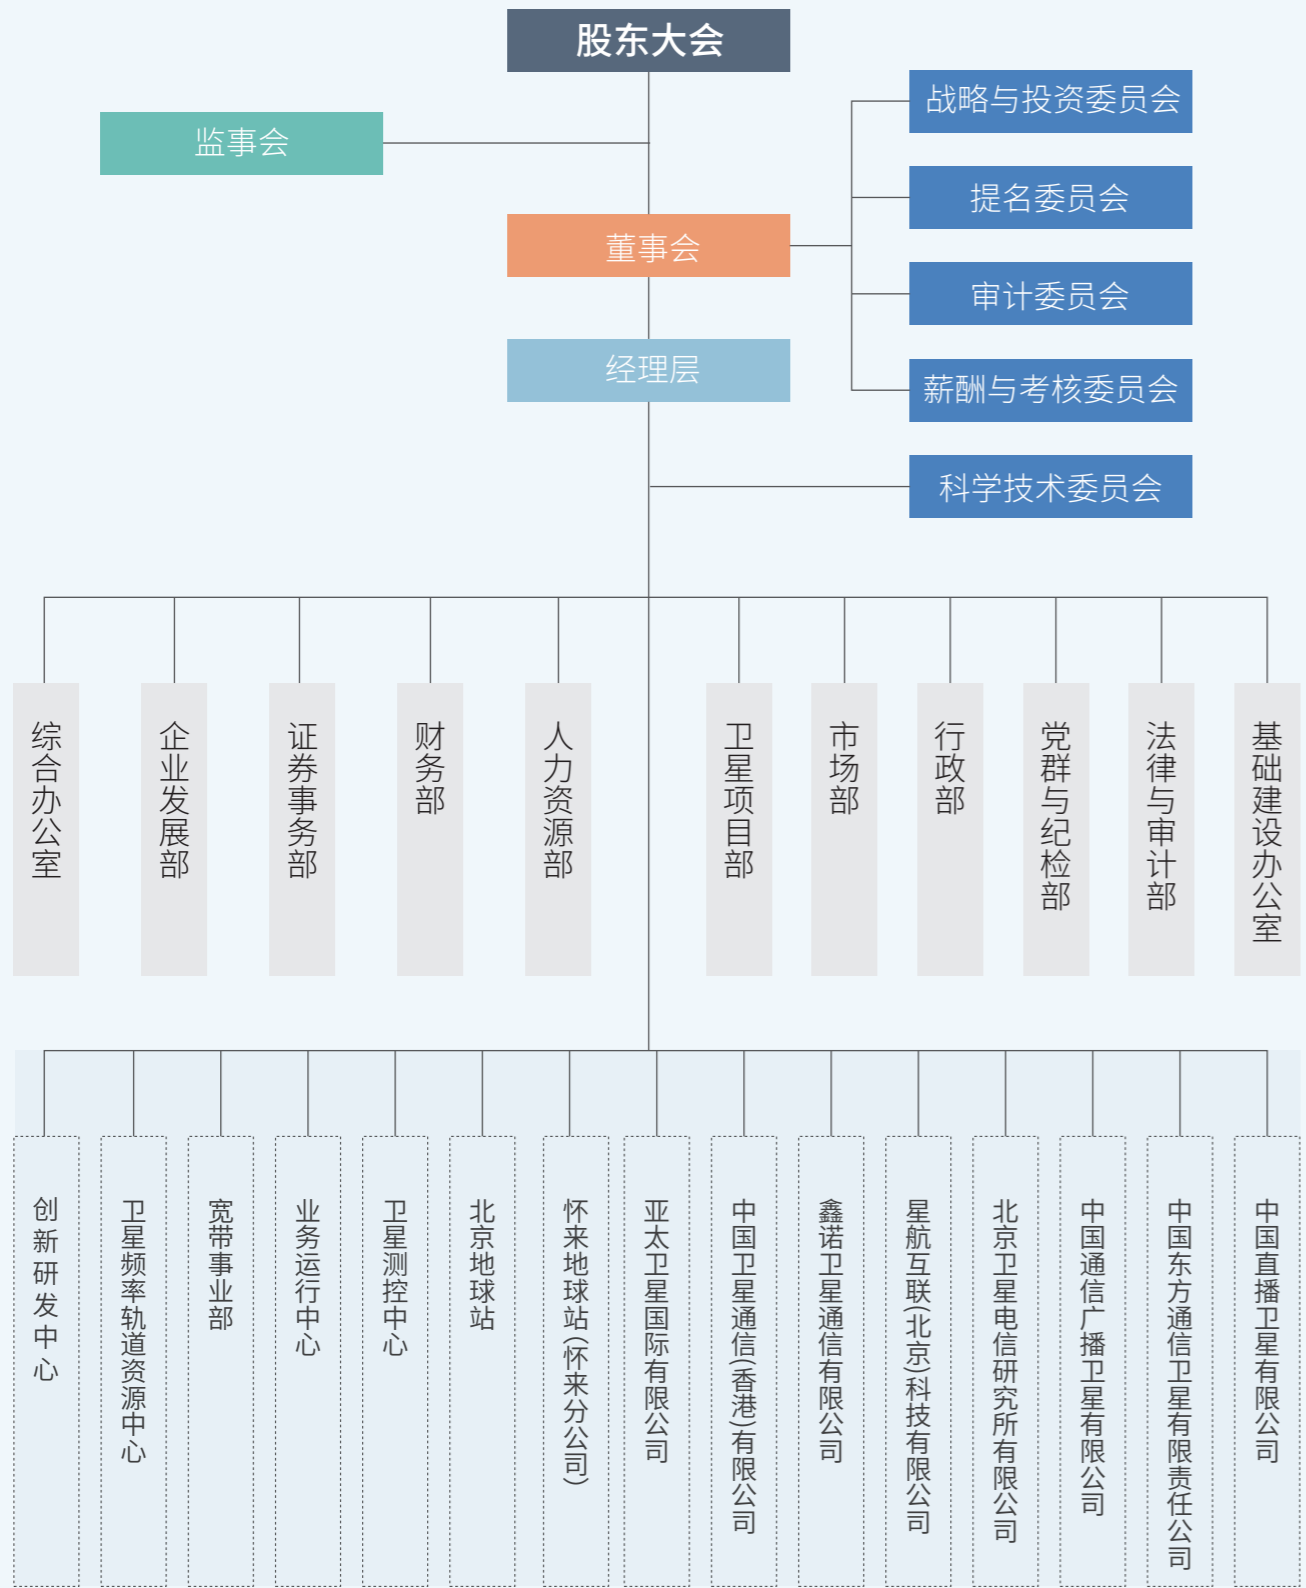 股东大会
战略与投资委员会
监事会
提名委员会
董事会
审计委员会
经理层
薪酬与考核委员会
科学技术委员会
综合办公室
企业发展部
证券事务部
财务部
人力资源部
卫星项目部
市场部
行政部
党群与纪检部
法律与审计部
基础建设办公室
创新研发中心
卫星频率轨道资源中心
宽带事业部
业务运行中心
卫星测控中心
北京地球站
怀来地球站(怀来分公司)
亚太卫星国际有限公司
中国卫星通信(香港)有限公司
鑫诺卫星通信有限公司
星航互联(北京)科技有限公司
北京卫星电信研究所有限公司
中国通信广播卫星有限公司
中国东方通信卫星有限责任公司
中国直播卫星有限公司